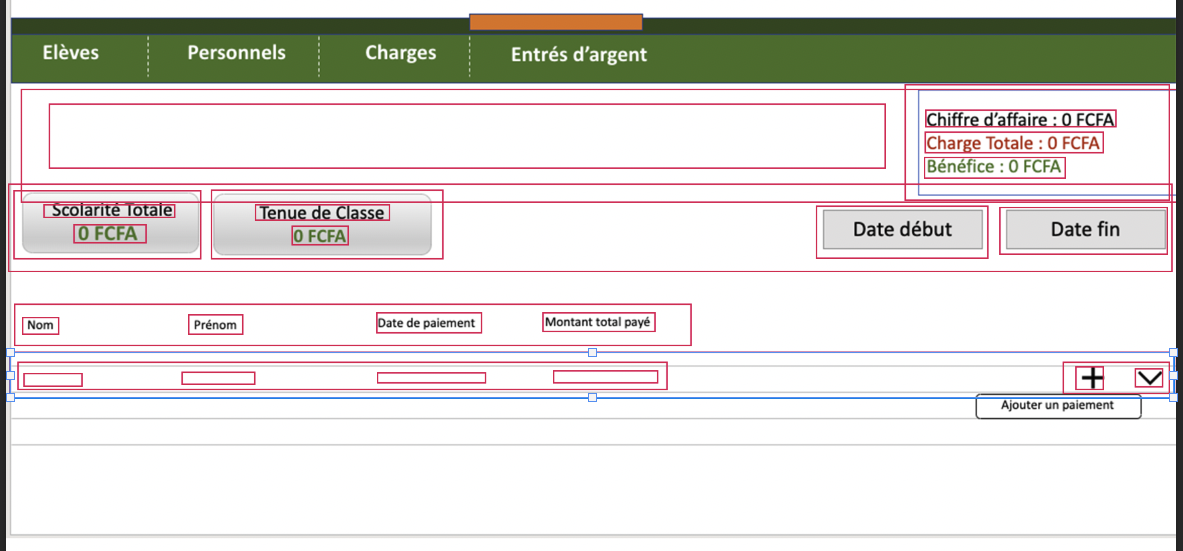 Elèves
Personnels
Charges
Entrés d'argent
Chiffre d'affaire : 0 FCFA
Charge Totale : 0 FCFA
Bénéfice : 0 FCFA
Scolarité Totale
0 FCFA
Tenue de Classe
0 FCFA
Date début
Date fin
Nom
Prénom
Date de paiement
Montant total payé
Ajouter un paiement